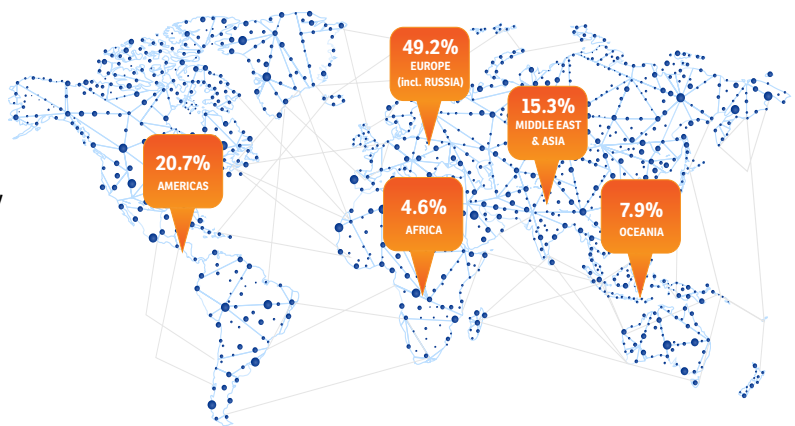 49.2%
EUROPE
(incl. RUSSIA)
15.3%
MIDDLE EAST
& ASIA
20.7%
AMERICAS
4.6%
AFRICA
7.9%
OCEANIA